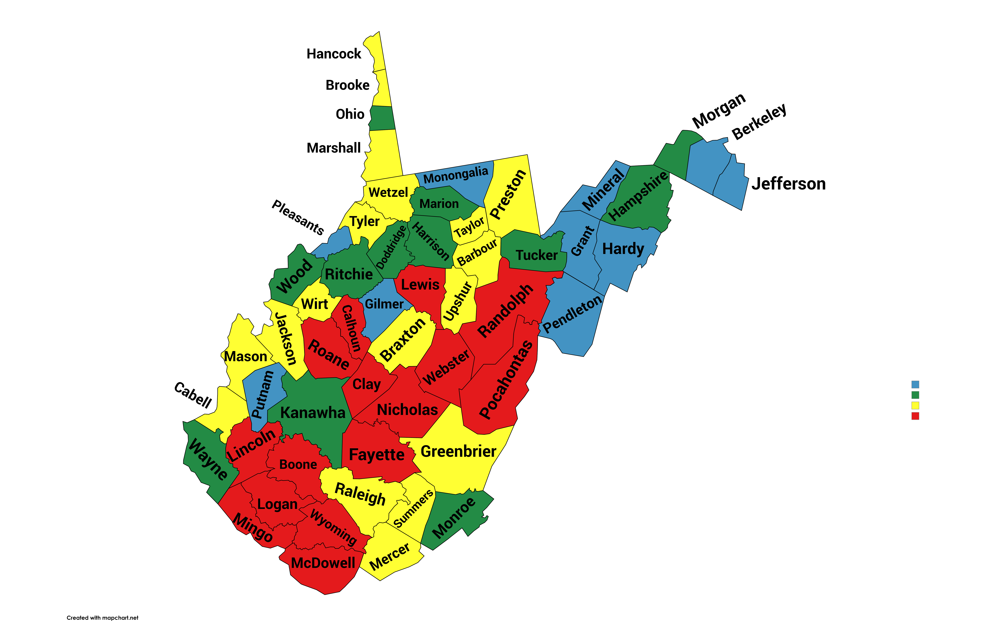 Hancock
Brooke
Ohio
Marshall
Morgan
Berkeley
Jefferson
Monongalia
Preston
Wetzel
Marion
Mineral
Hampshire
Pleasants
Tyler
Taylor
Doddridge
Harrison
Barbour
Tucker
Grant
Hardy
Wood
Ritchie
Lewis
Wirt
Calhoun
Gilmer
Upshur
Randolph
Pendleton
Jackson
Mason
Roane
Braxton
Webster
Pocahontas
Cabell
Putnam
Clay
Kanawha
Nicholas
Wayne
Lincoln
Boone
Fayette
Greenbrier
Raleigh
Logan
Mingo
Wyoming
Summers
Monroe
McDowell
Mercer
Created with mapchart.net